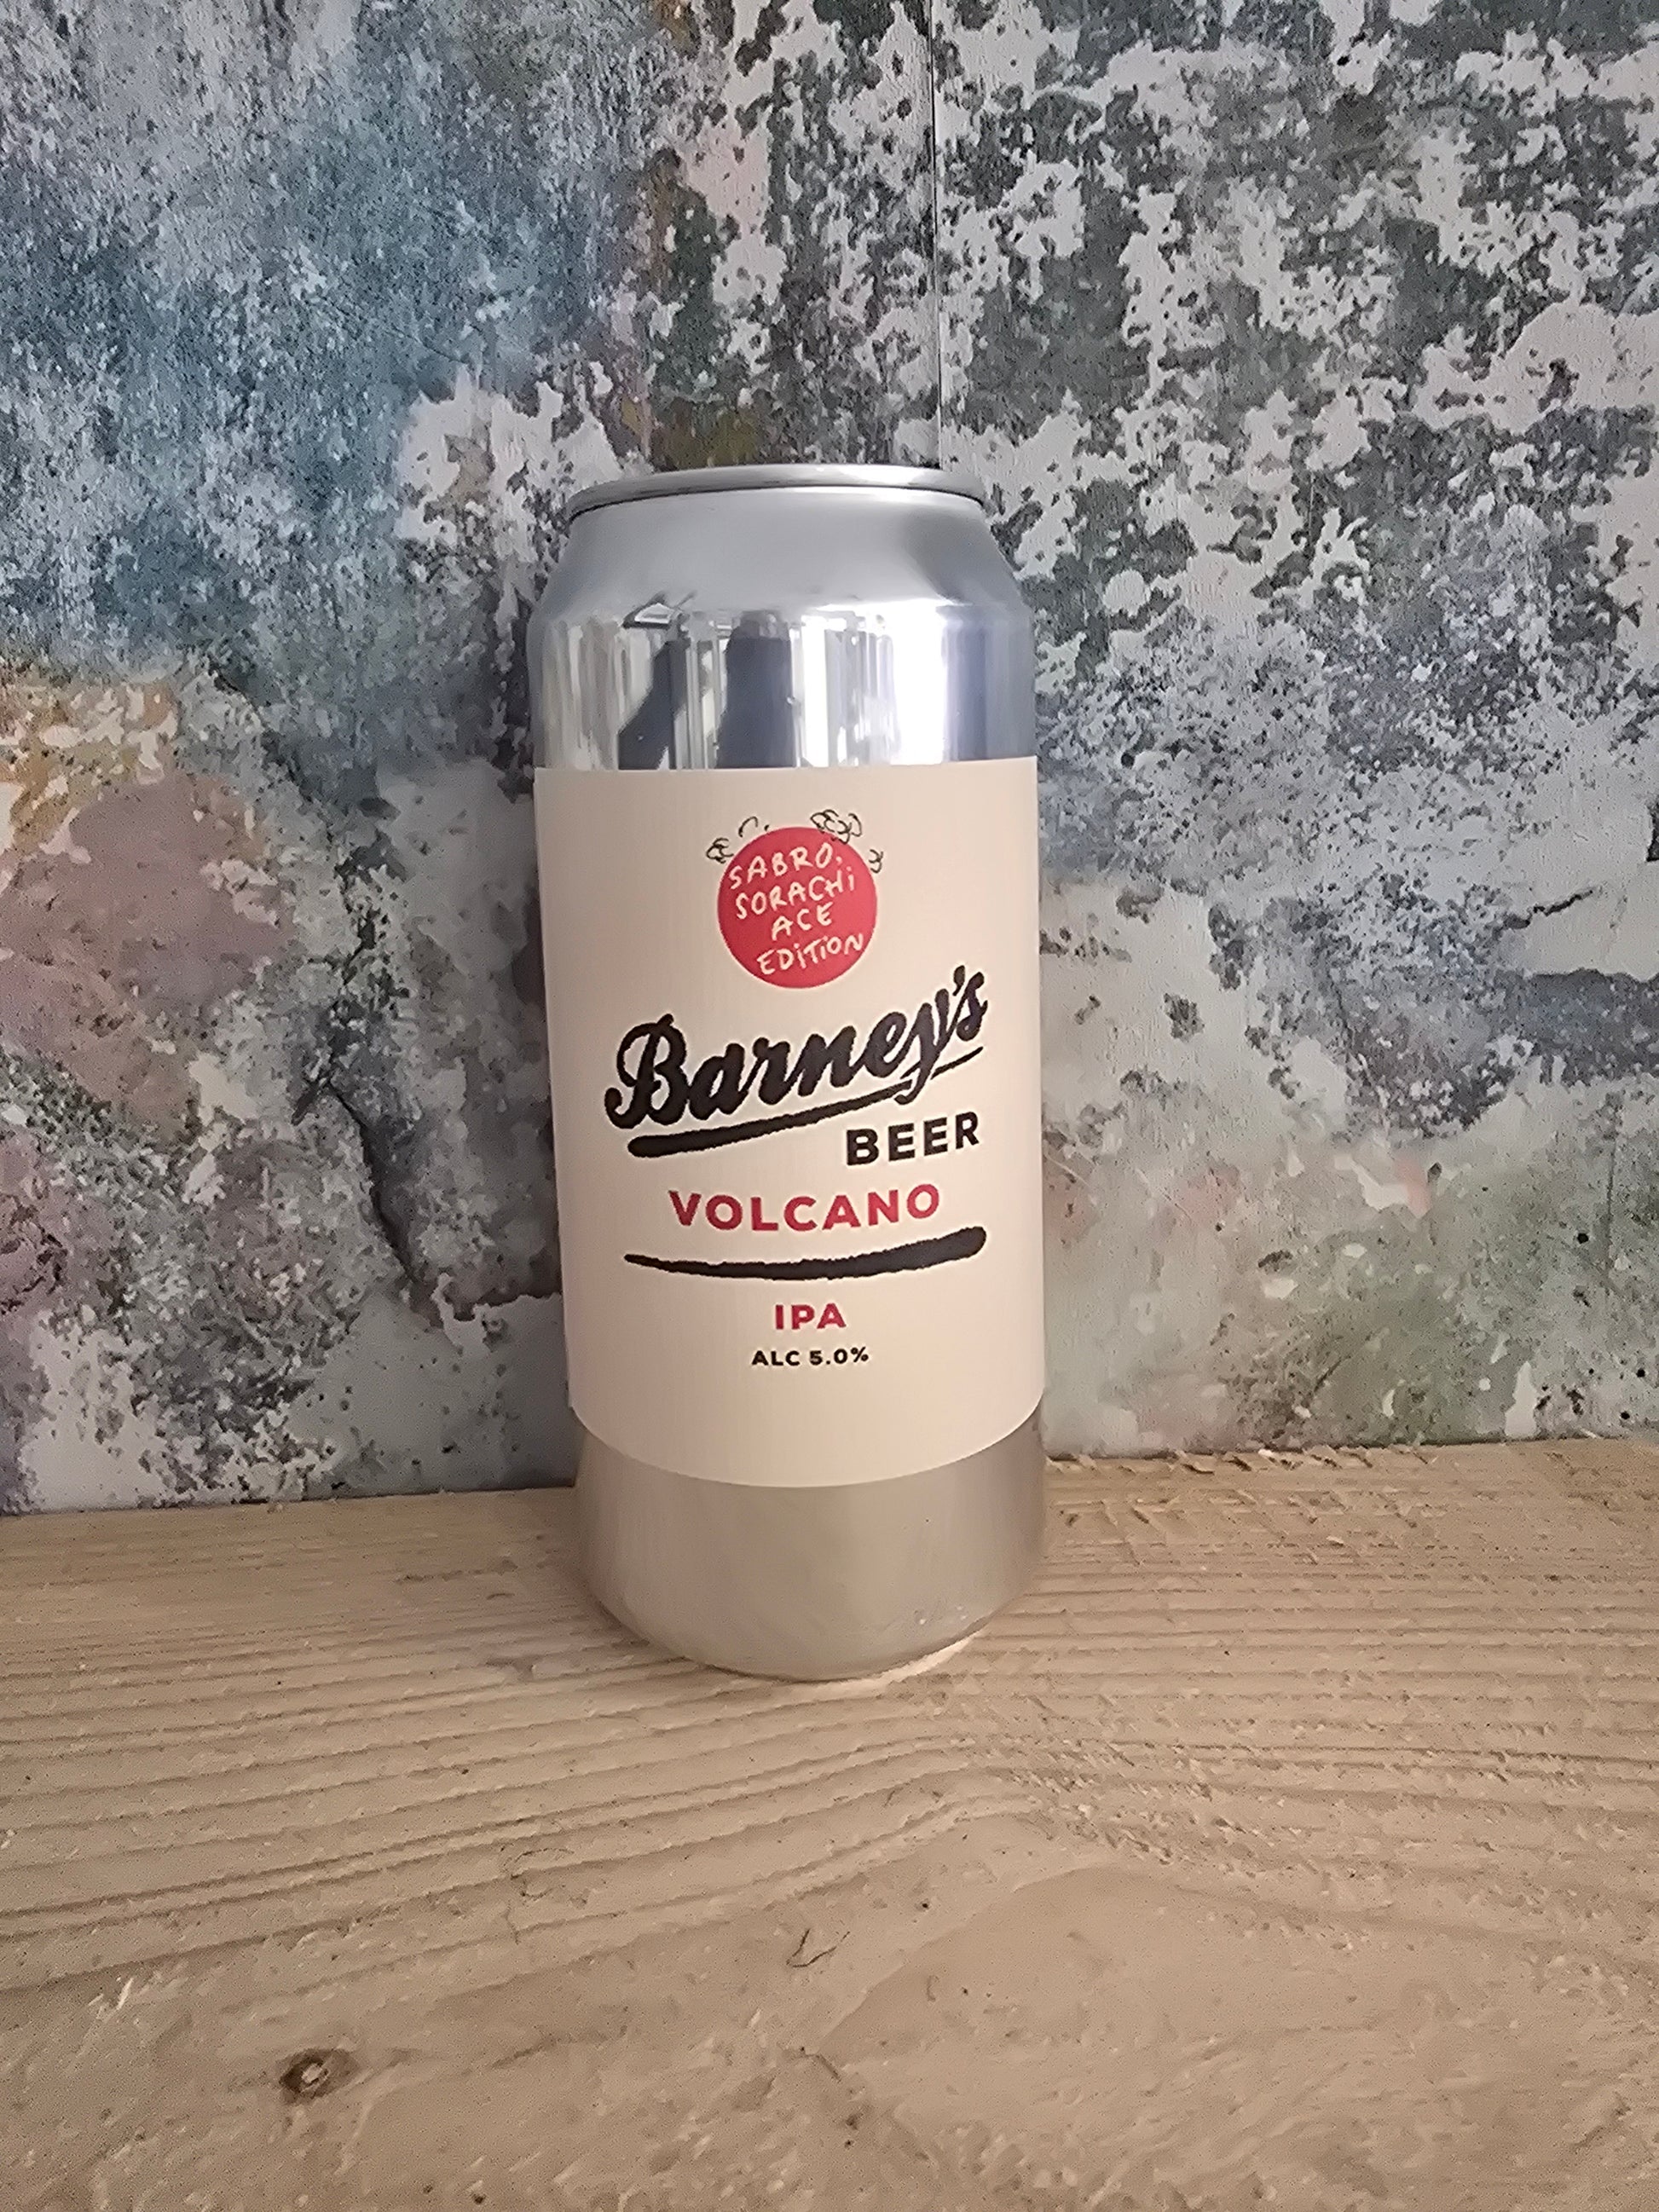 SABRO,
SORACHi
ACE
EDiTiON
Barney's
BEER
VOLCANO
IPA
ALC 5.0%